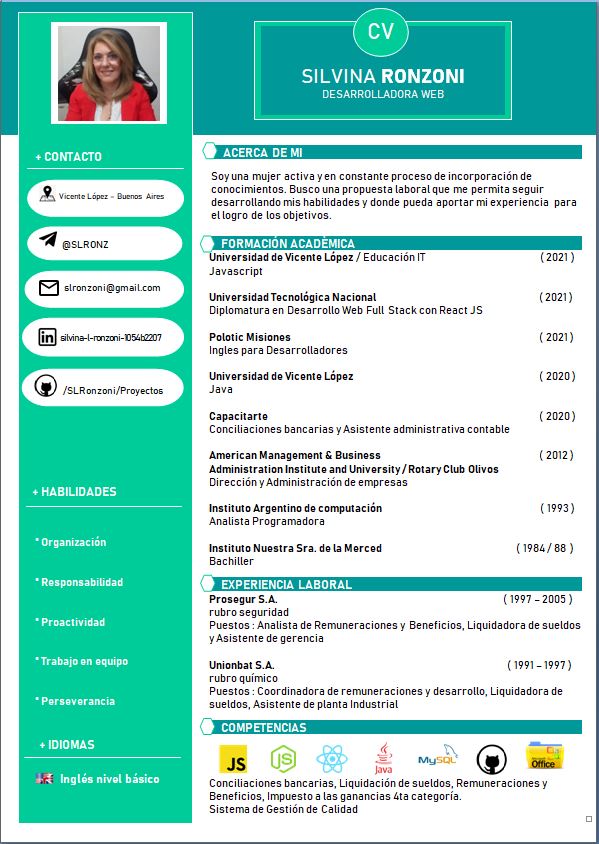 CV
SILVINA RONZONI
DESARROLLADORA WEB
+ CONTACTO
Vicente López – Buenos Aires
@SLRONZ
slronzoni@gmail.com
silvina-l-ronzoni-1054b2207
/SLRonzoni/Proyectos
+ HABILIDADES
* Organización
* Responsabilidad
* Proactividad
* Trabajo en equipo
* Perseverancia
+ IDIOMAS
Inglés nivel básico
ACERCA DE MI
Soy una mujer activa y en constante proceso de incorporación de
conocimientos. Busco una propuesta laboral que me permita seguir
desarrollando mis habilidades y donde pueda aportar mi experiencia para
el logro de los objetivos.
FORMACIÓN ACADÈMICA
Universidad de Vicente López / Educación IT ( 2021 )
Javascript
Universidad Tecnológica Nacional ( 2021 )
Diplomatura en Desarrollo Web Full Stack con React JS
Polotic Misiones ( 2021 )
Ingles para Desarrolladores
Universidad de Vicente López ( 2020 )
Java
Capacitarte ( 2020 )
Conciliaciones bancarias y Asistente administrativa contable
American Management & Business ( 2012 )
Administration Institute and University / Rotary Club Olivos
Dirección y Administración de empresas
Instituto Argentino de computación ( 1993 )
Analista Programadora
Instituto Nuestra Sra. de la Merced ( 1984 / 88 )
Bachiller
EXPERIENCIA LABORAL
Prosegur S.A. ( 1997 – 2005 )
rubro seguridad
Puestos : Analista de Remuneraciones y Beneficios, Liquidadora de sueldos
y Asistente de gerencia
Unionbat S.A. ( 1991 – 1997 )
rubro químico
Puestos : Coordinadora de remuneraciones y desarrollo, Liquidadora de
sueldos, Asistente de planta Industrial
COMPETENCIAS
JS
JS
Java
MySQL
Microsoft
Office
Conciliaciones bancarias, Liquidación de sueldos, Remuneraciones y
Beneficios, Impuesto a las ganancias 4ta categoría.
Sistema de Gestión de Calidad